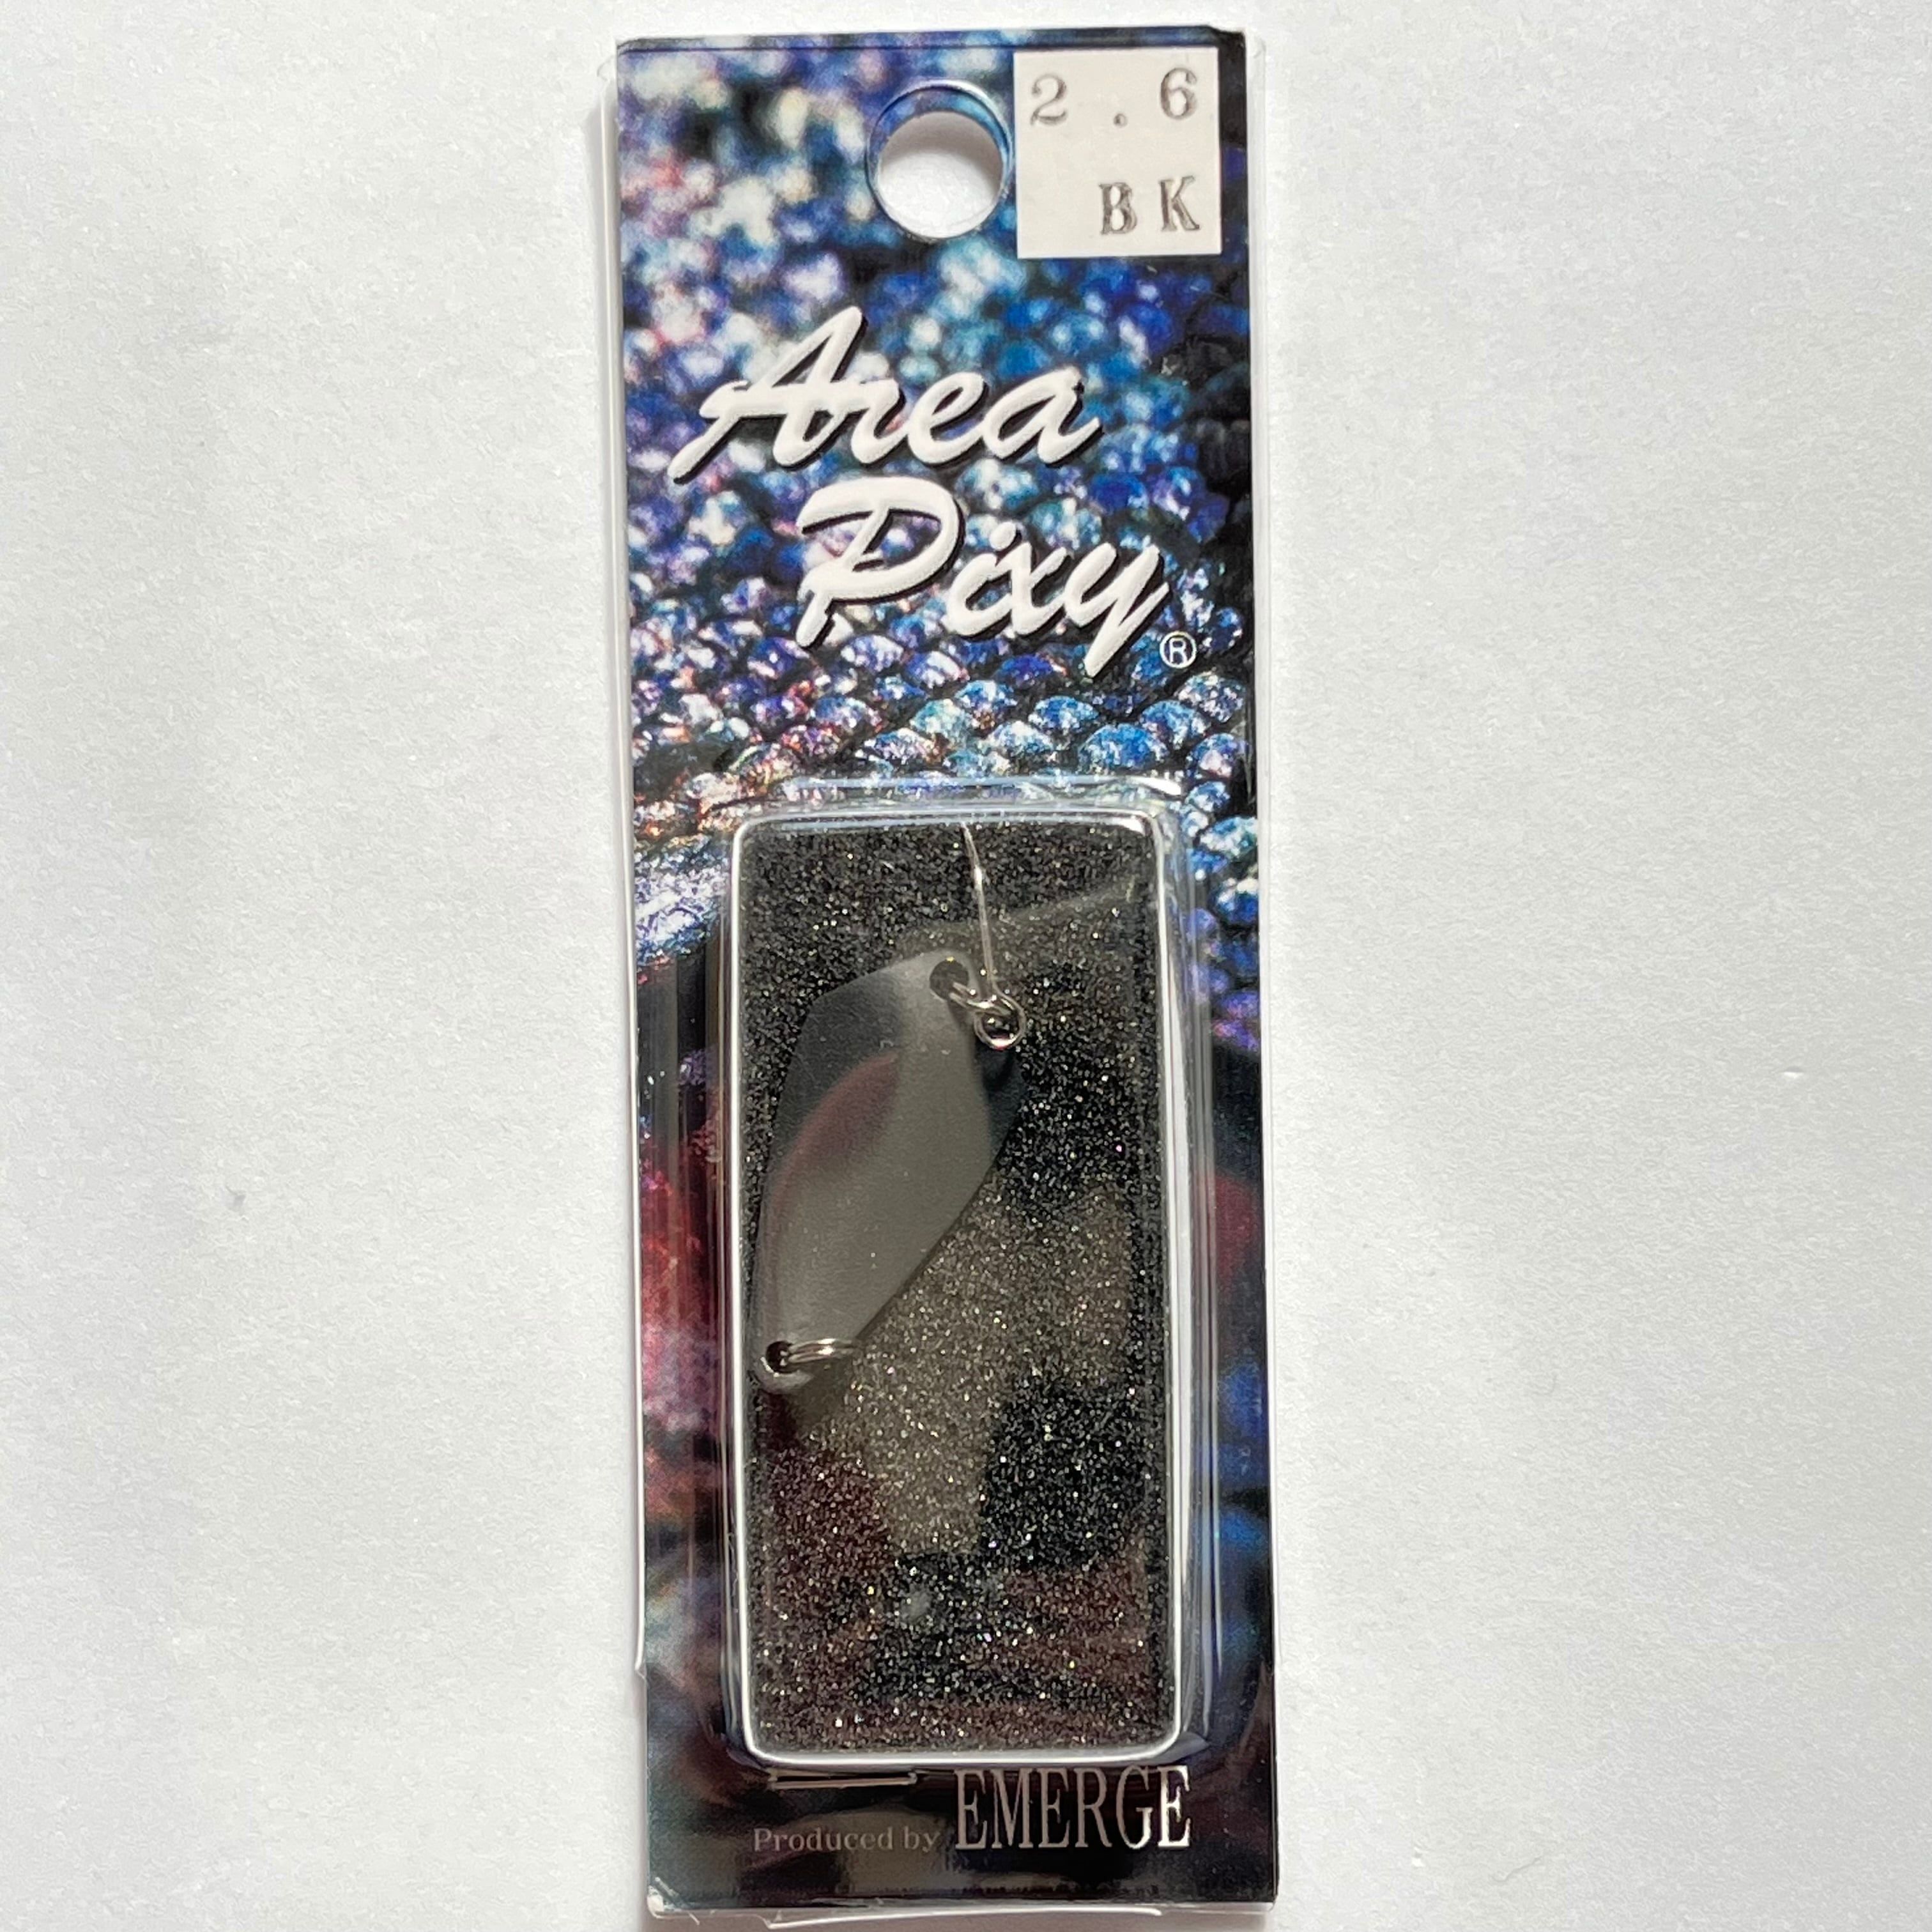 2.6
BK
Area
Pixy®
Produced by EMERGE